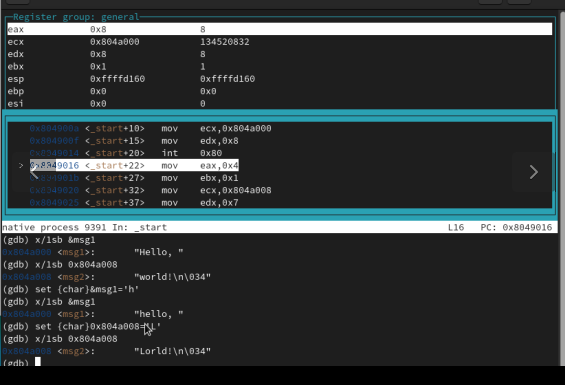 Register group: general
eax 0x8 8
ecx 0x804a000 134520832
edx 0x8 8
ebx 0x1 1
esp 0xffffd160 0xffffd160
ebp 0x0 0x0
esi 0x0 0
0x804900a <_start+10> mov ecx,0x804a000
0x804900f <_start+15> mov edx,0x8
0x8049014 <_start+20> int 0x80
> 0x8049016 <_start+22> mov eax,0x4
0x804901b <_start+27> mov ebx,0x1
0x8049020 <_start+32> mov ecx,0x804a008
0x8049025 <_start+37> mov edx,0x7
native process 9391 In: _start L16 PC: 0x8049016
(gdb) x/1sb &msg1
<msg1>: "Hello, "
(gdb) x/1sb 0x804a008
0x804a008 <msg2>: "world!\n\034"
(gdb) set {char}&msg1='h'
(gdb) x/1sb &msg1
<msg1>: "hello, "
(gdb) set {char}0x804a008='L'
(gdb) x/1sb 0x804a008
0x804a008 <msg2>: "Lorld!\n\034"
(gdb)